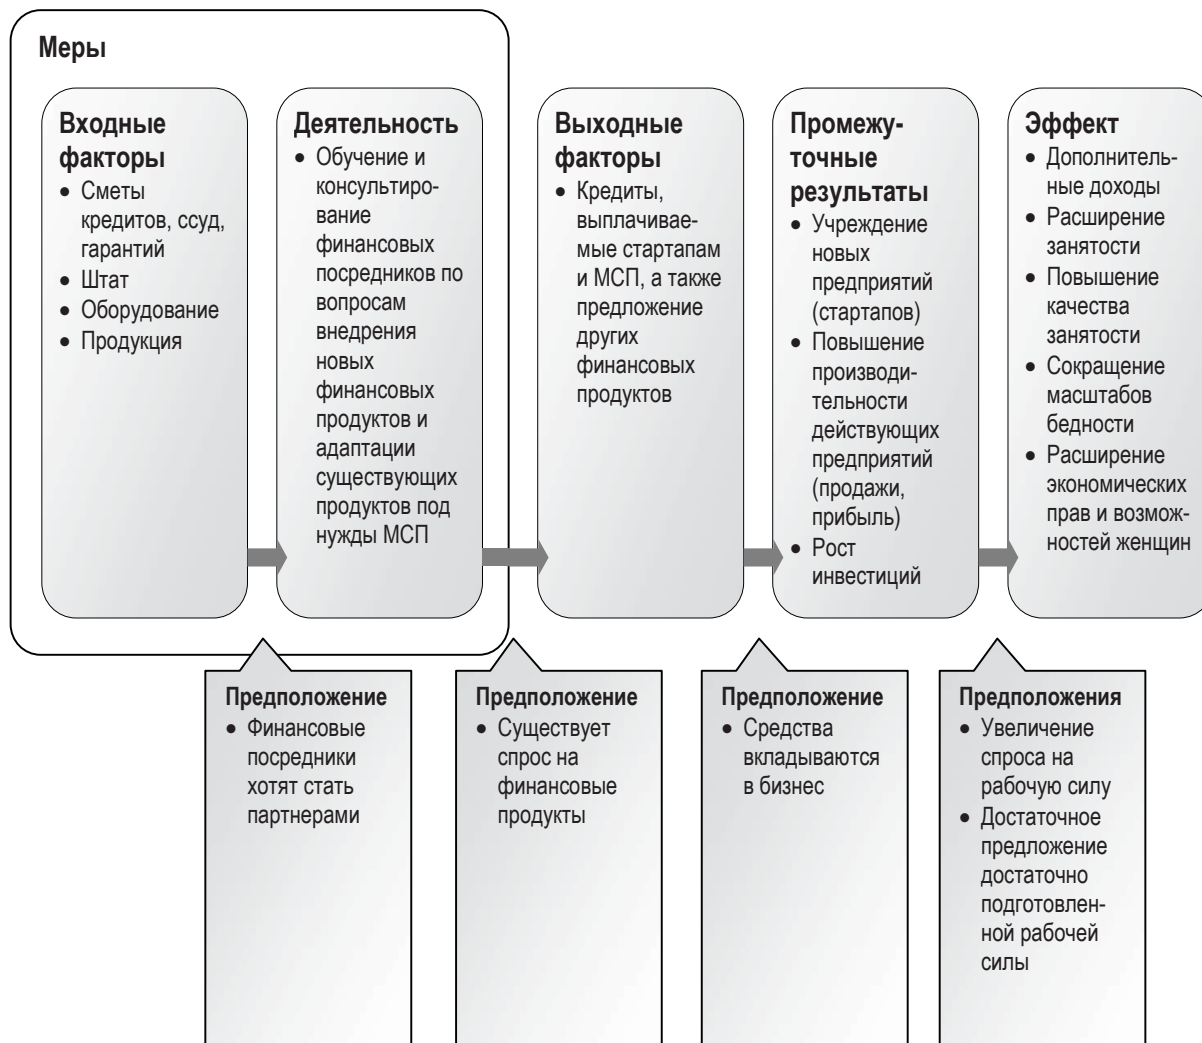 Меры
Входные
факторы
• Сметы
кредитов, ссуд,
гарантий
• Штат
• Оборудование
• Продукция
Деятельность
• Обучение и
консультиро-
вание
финансовых
посредников по
вопросам
внедрения
новых
финансовых
продуктов и
адаптации
существующих
продуктов под
нужды МСП
Выходные
факторы
• Кредиты,
выплачивае-
мые стартапам
и МСП, а также
предложение
других
финансовых
продуктов
Промежу-
точные
результаты
• Учреждение
новых
предприятий
(стартапов)
• Повышение
производи-
тельности
действующих
предприятий
(продажи,
прибыль)
• Рост
инвестиций
Эффект
• Дополнитель-
ные доходы
• Расширение
занятости
• Повышение
качества
занятости
• Сокращение
масштабов
бедности
• Расширение
экономических
прав и возмож-
ностей женщин
Предположение
• Финансовые
посредники
хотят стать
партнерами
Предположение
• Существует
спрос на
финансовые
продукты
Предположение
• Средства
вкладываются
в бизнес
Предположения
• Увеличение
спроса на
рабочую силу
• Достаточное
предложение
достаточно
подготовлен-
ной рабочей
силы